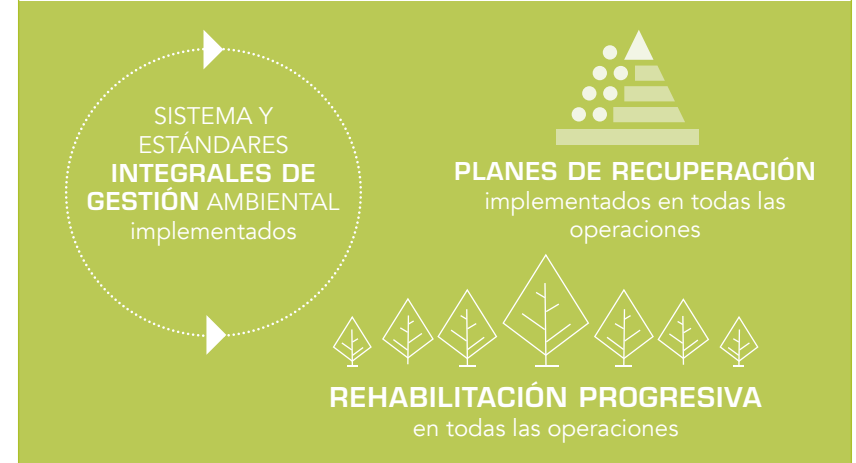 SISTEMA Y
ESTÁNDARES
INTEGRALES DE
GESTIÓN AMBIENTAL
implementados
PLANES DE RECUPERACIÓN
implementados en todas las
operaciones
REHABILITACIÓN PROGRESIVA
en todas las operaciones